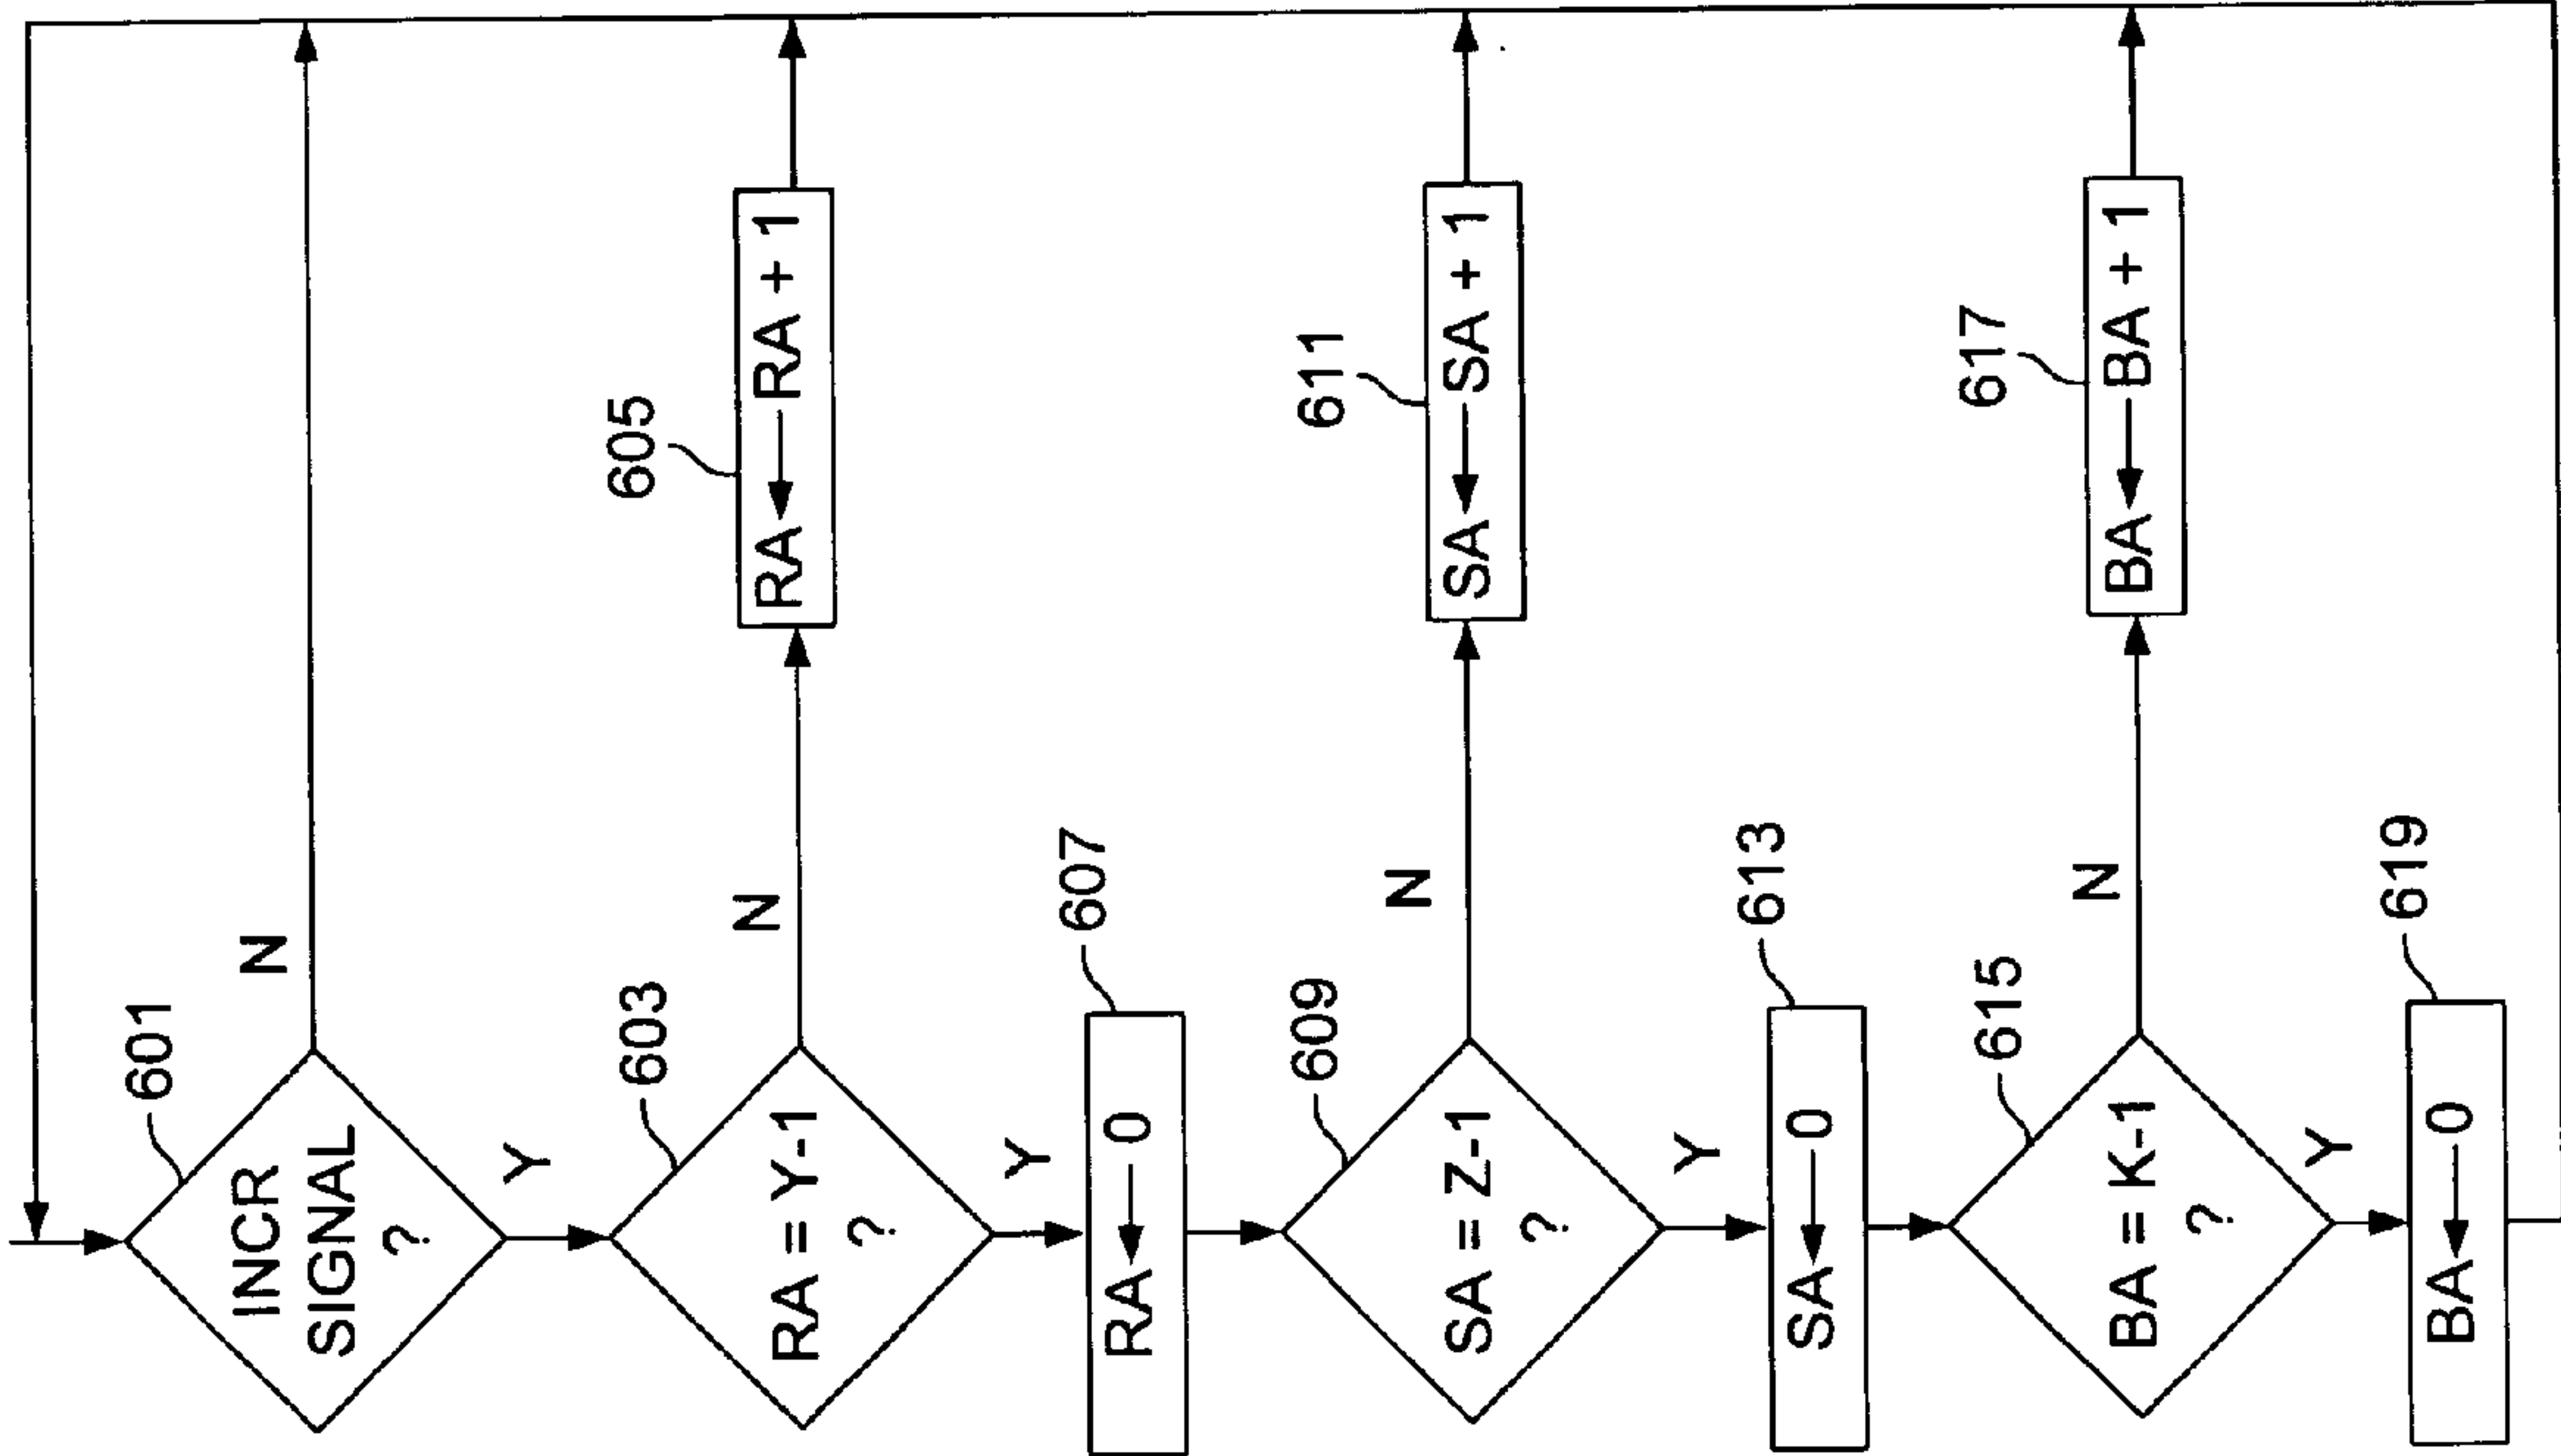 601
INCR
SIGNAL
?
N
Y
603
RA = Y-1
?
N
605
RA ← RA + 1
Y
607
RA ← 0
609
SA = Z-1
?
N
611
SA ← SA + 1
Y
613
SA ← 0
615
BA = K-1
?
N
617
BA ← BA + 1
Y
619
BA ← 0